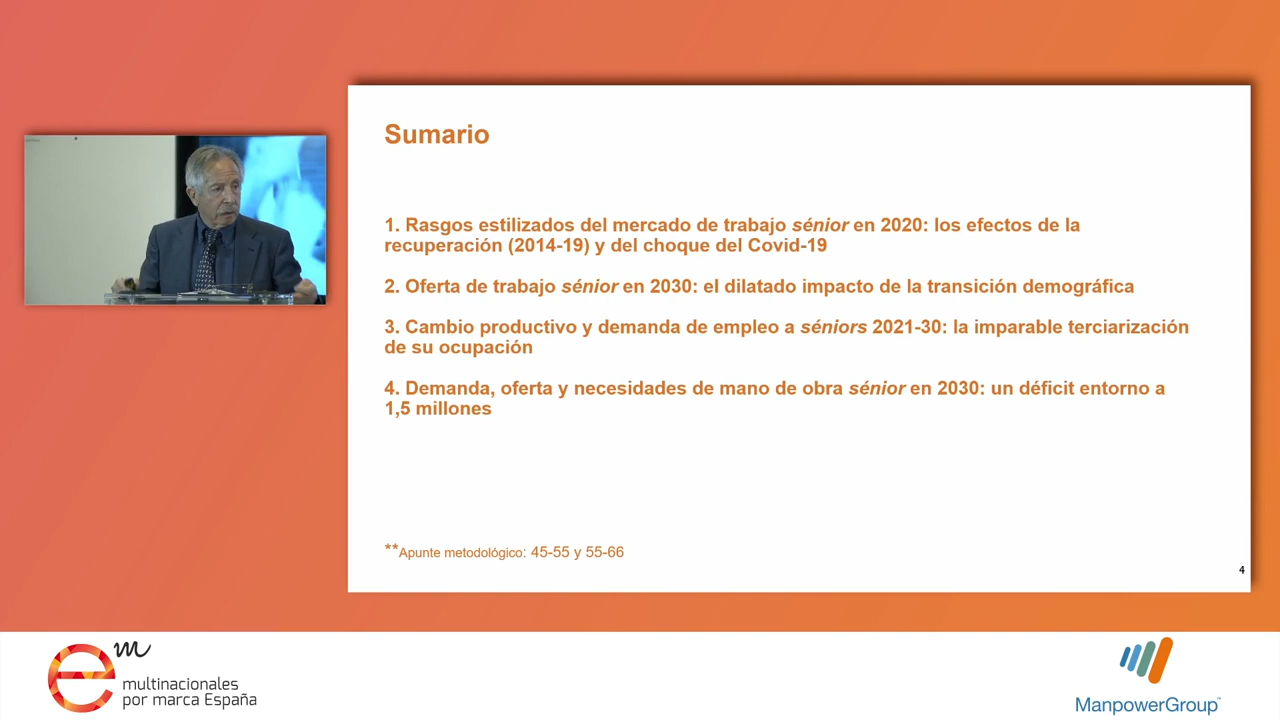 Sumario
1. Rasgos estilizados del mercado de trabajo sénior en 2020: los efectos de la
recuperación (2014-19) y del choque del Covid-19
2. Oferta de trabajo sénior en 2030: el dilatado impacto de la transición demográfica
3. Cambio productivo y demanda de empleo a séniors 2021-30: la imparable terciarización
de su ocupación
4. Demanda, oferta y necesidades de mano de obra sénior en 2030: un déficit entorno a
1,5 millones
**Apunte metodológico: 45-55 y 55-66
4
em
multinacionales
por marca España
ManpowerGroup™